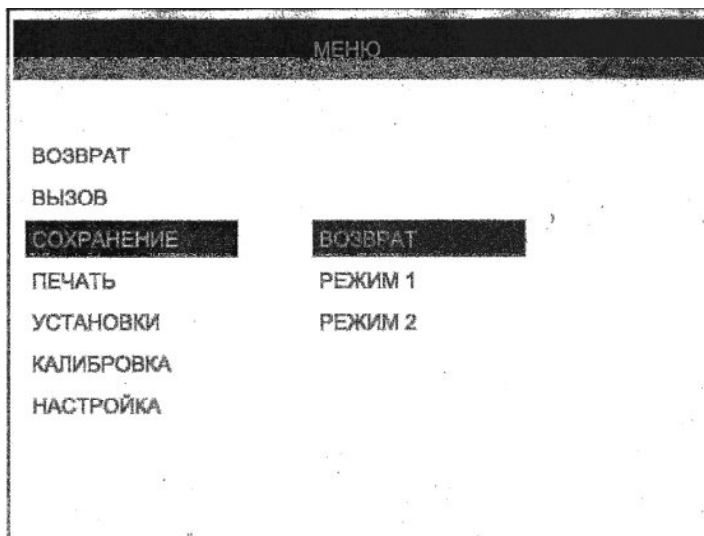 МЕНЮ
ВОЗВРАТ
ВЫЗОВ
СОХРАНЕНИЕ ВОЗВРАТ
ПЕЧАТЬ РЕЖИМ 1
УСТАНОВКИ РЕЖИМ 2
КАЛИБРОВКА
НАСТРОЙКА